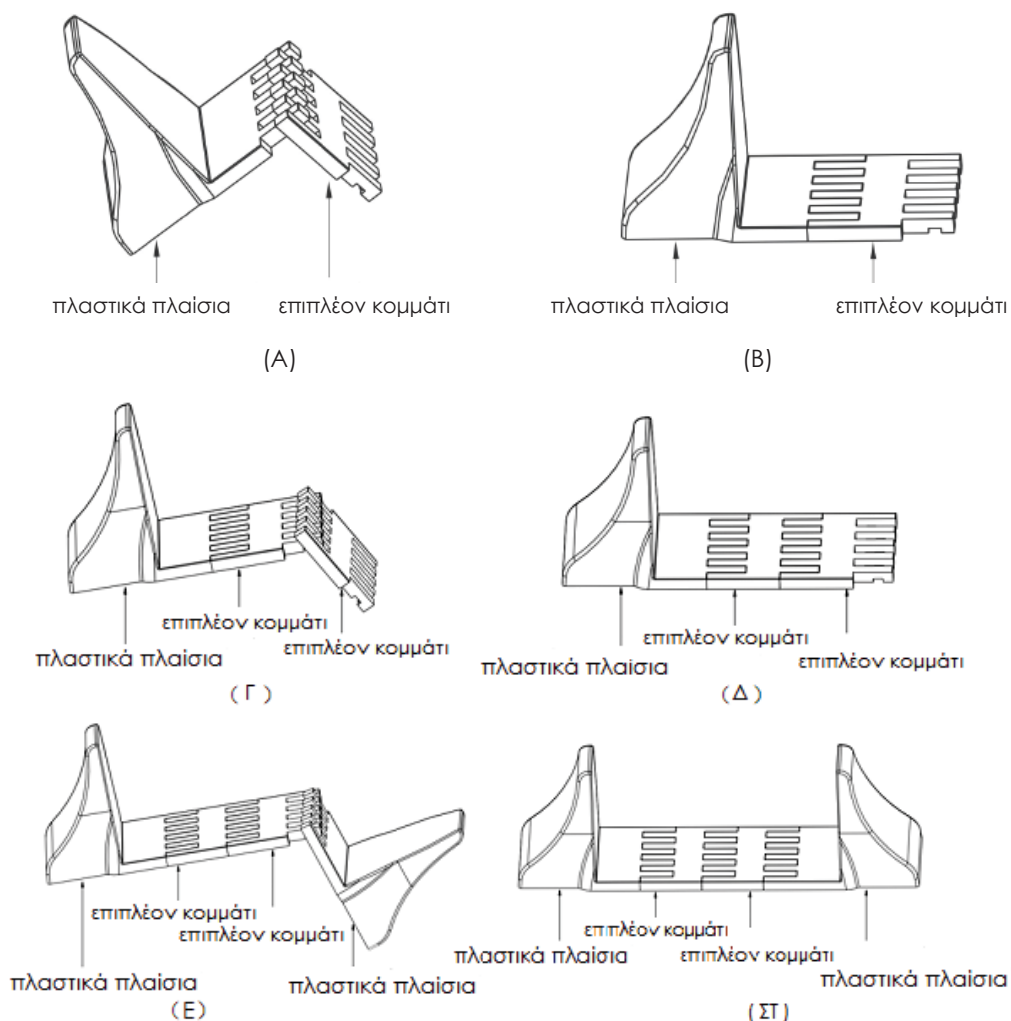 πλαστικά πλαίσια επιπλέον κομμάτι
(Α)
πλαστικά πλαίσια επιπλέον κομμάτι
(Β)
επιπλέον κομμάτι
επιπλέον κομμάτι
πλαστικά πλαίσια
( Γ )
επιπλέον κομμάτι
επιπλέον κομμάτι
πλαστικά πλαίσια
( Δ )
επιπλέον κομμάτι
επιπλέον κομμάτι
πλαστικά πλαίσια πλαστικά πλαίσια
( Ε )
επιπλέον κομμάτι
πλαστικά πλαίσια επιπλέον κομμάτι πλαστικά πλαίσια
( ΣΤ )